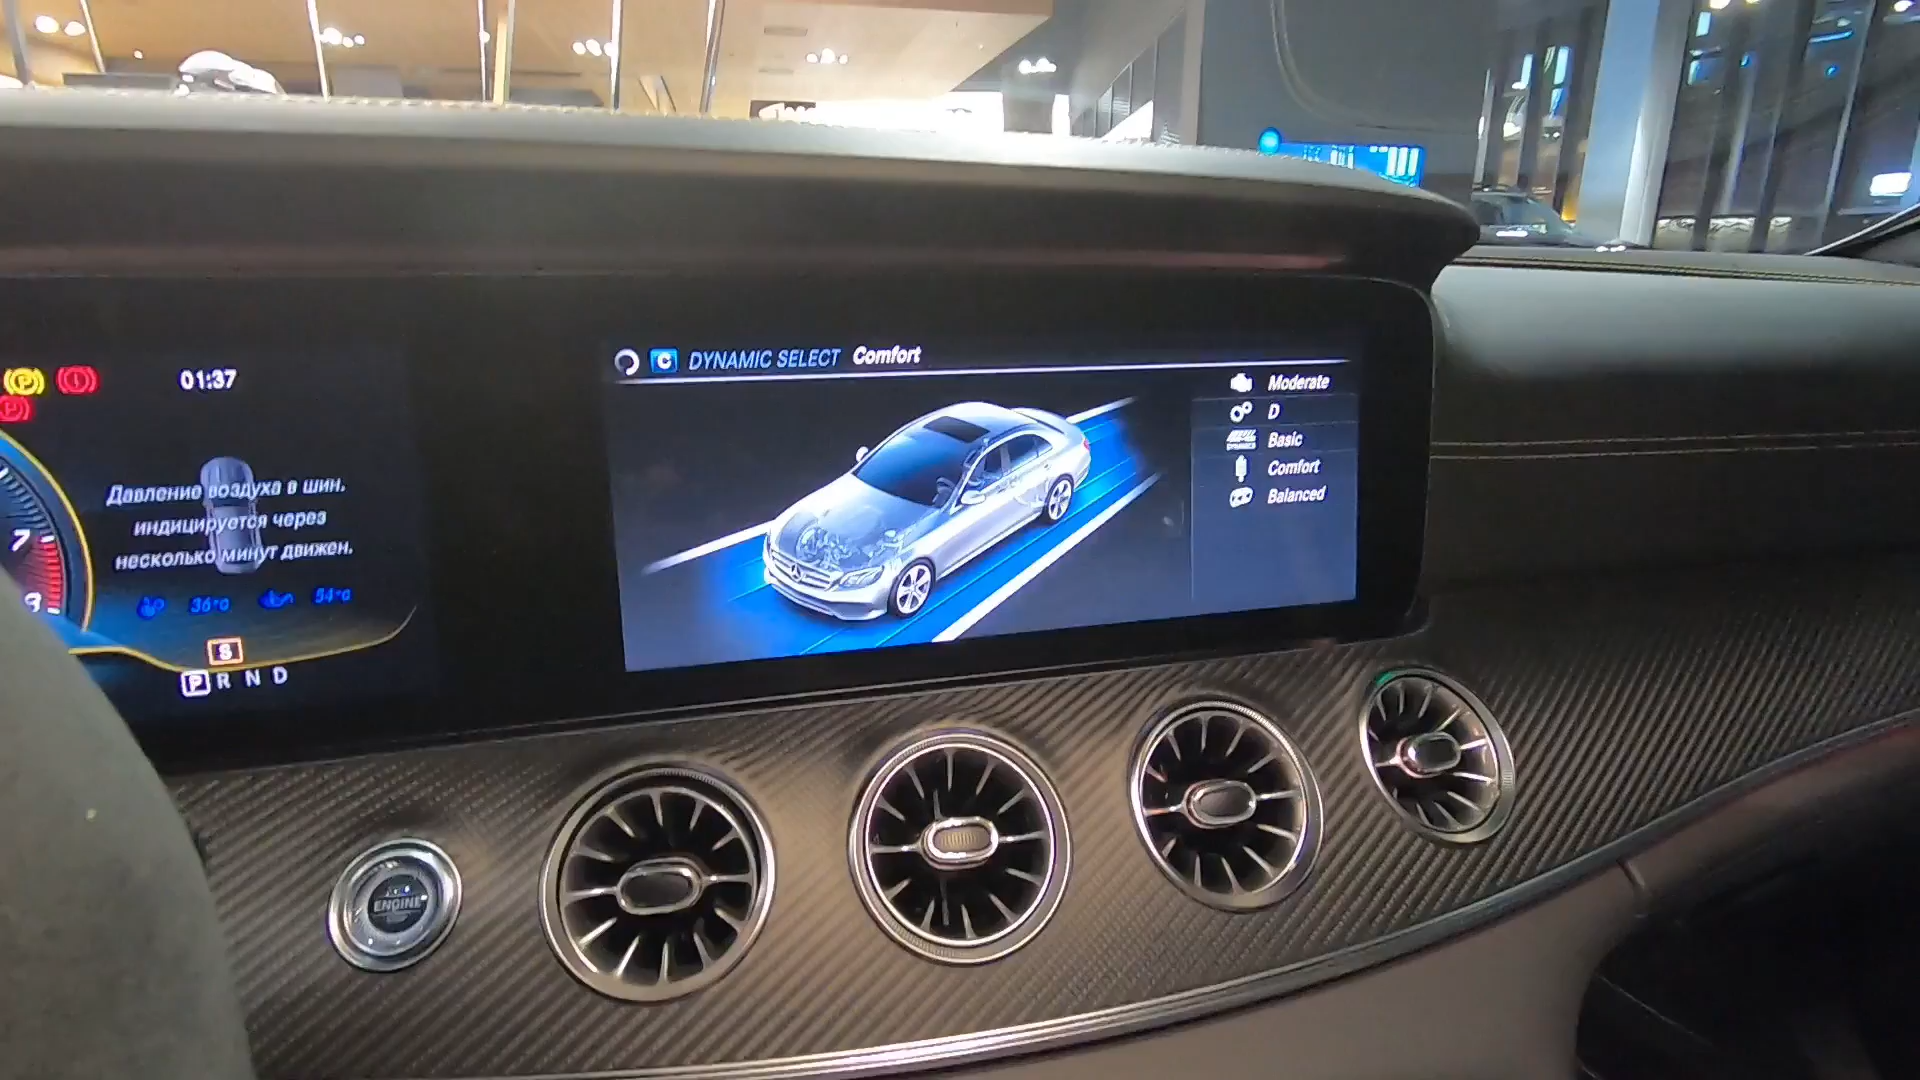 01:37
7
Давление воздуха в шин.
индицируется через
несколько минут движен.
36°c 54°c
S
P R N D
C DYNAMIC SELECT Comfort
Moderate
D
Basic
Comfort
Balanced
ENGINE